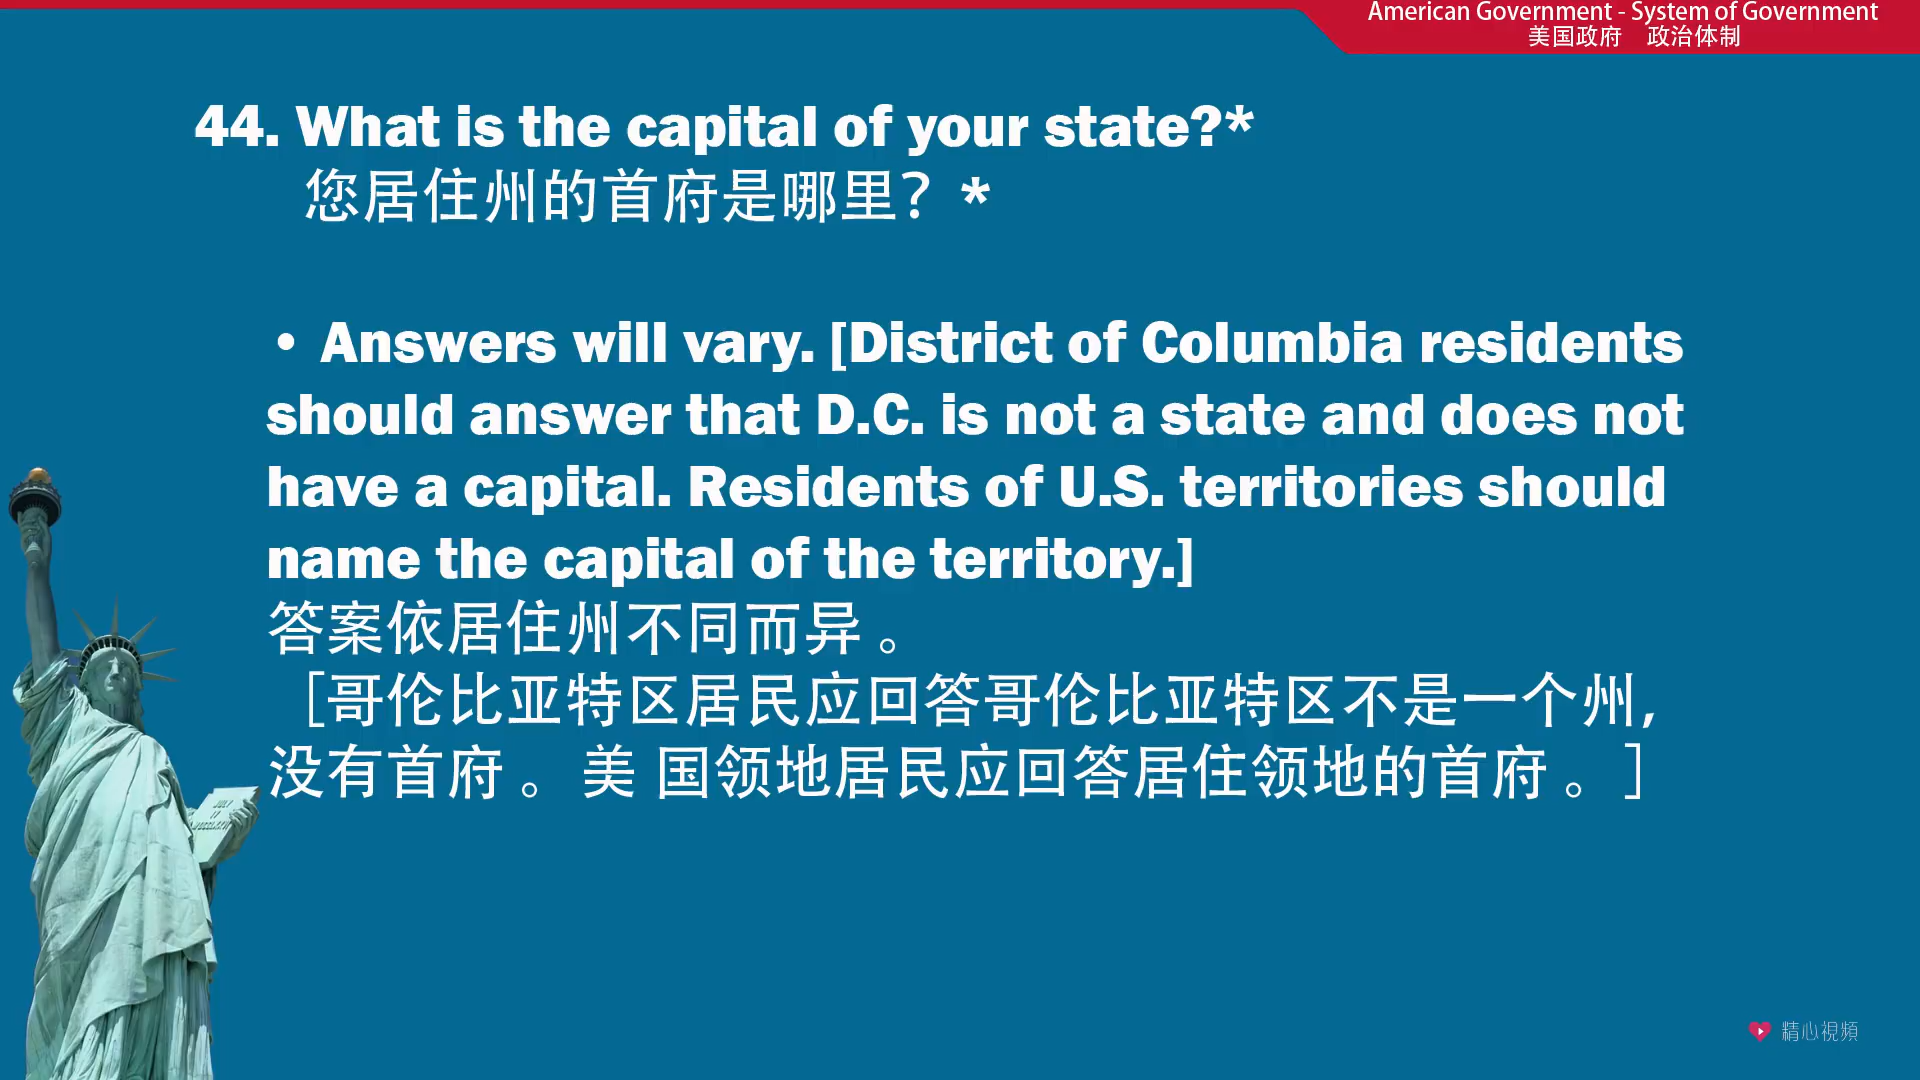 American Government - System of Government
美国政府 政治体制
44. What is the capital of your state?*
您居住州的首府是哪里？*
• Answers will vary. [District of Columbia residents
should answer that D.C. is not a state and does not
have a capital. Residents of U.S. territories should
name the capital of the territory.]
答案依居住州不同而异 。
[哥伦比亚特区居民应回答哥伦比亚特区不是一个州,
没有首府 。 美 国领地居民应回答居住领地的首府 。 ]
JULY
IV
MDCCLXXVI
精心視頻